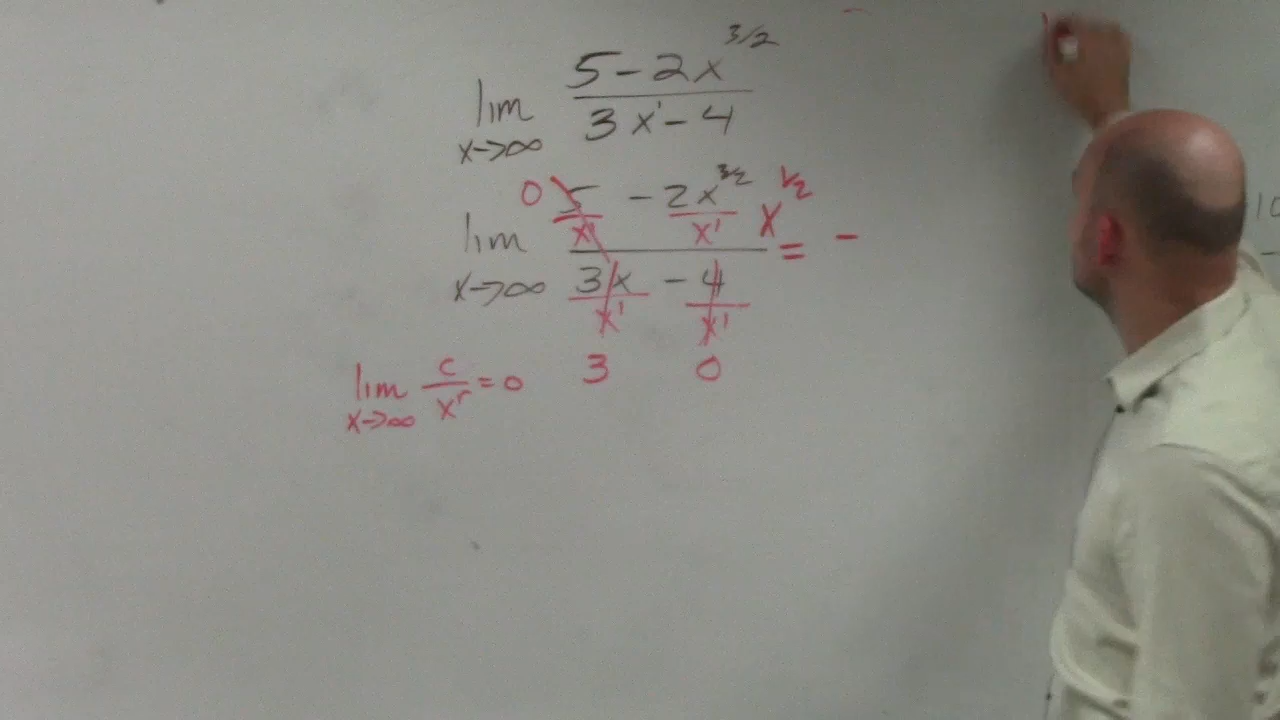 lim x→∞ (5 - 2x^{3/2}) / (3x^1 - 4)
lim x→∞ (5/x^1 - 2x^{3/2}/x^1) / (3x/x^1 - 4/x^1) = -
0
x^{1/2}
3 0
lim x→∞ c/x^r = 0
10